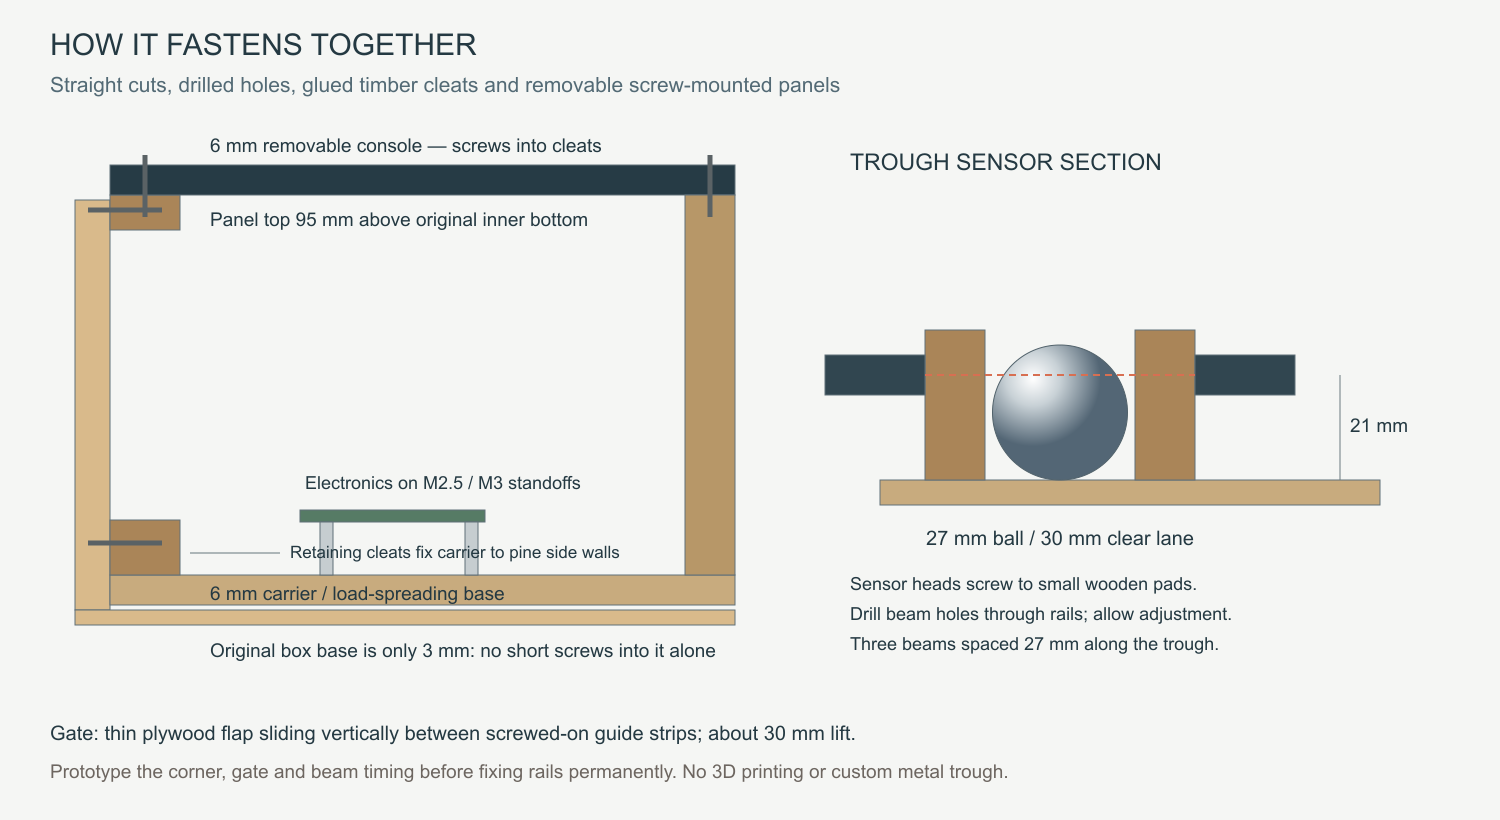 HOW IT FASTENS TOGETHER
Straight cuts, drilled holes, glued timber cleats and removable screw-mounted panels
6 mm removable console — screws into cleats
Panel top 95 mm above original inner bottom
Electronics on M2.5 / M3 standoffs
Retaining cleats fix carrier to pine side walls
6 mm carrier / load-spreading base
Original box base is only 3 mm: no short screws into it alone
TROUGH SENSOR SECTION
21 mm
27 mm ball / 30 mm clear lane
Sensor heads screw to small wooden pads.
Drill beam holes through rails; allow adjustment.
Three beams spaced 27 mm along the trough.
Gate: thin plywood flap sliding vertically between screwed-on guide strips; about 30 mm lift.
Prototype the corner, gate and beam timing before fixing rails permanently. No 3D printing or custom metal trough.